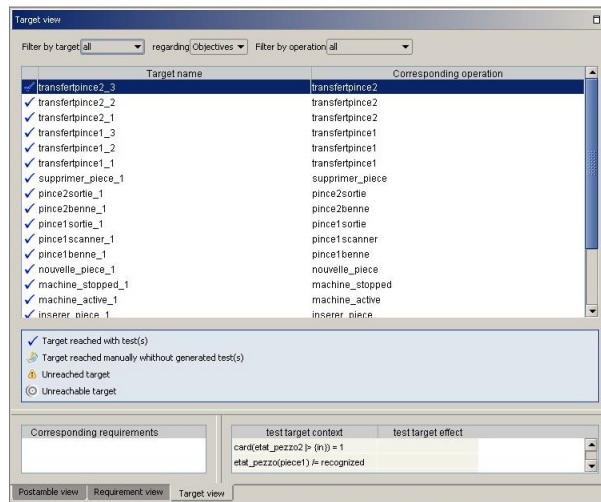 Target view
Filter by target all regarding Objectives Filter by operation all
Target name Corresponding operation
transfertpince2_3 transfertpince2
transfertpince2_2 transfertpince2
transfertpince2_1 transfertpince2
transfertpince1_3 transfertpince1
transfertpince1_2 transfertpince1
transfertpince1_1 transfertpince1
supprimer_piece_1 supprimer_piece
pince2sortie_1 pince2sortie
pince2benne_1 pince2benne
pince1sortie_1 pince1sortie
pince1scanner_1 pince1scanner
pince1benne_1 pince1benne
nouvelle_piece_1 nouvelle_piece
machine_stopped_1 machine_stopped
machine_active_1 machine_active
inserer_piece_1 inserer_piece
Target reached with test(s)
Target reached manually whithout generated test(s)
Unreached target
Unreachable target
Corresponding requirements test target context test target effect
card(etat_pezzo2 |> {in}) = 1
etat_pezzo(piece1) /= recognized
Postamble view Requirement view Target view